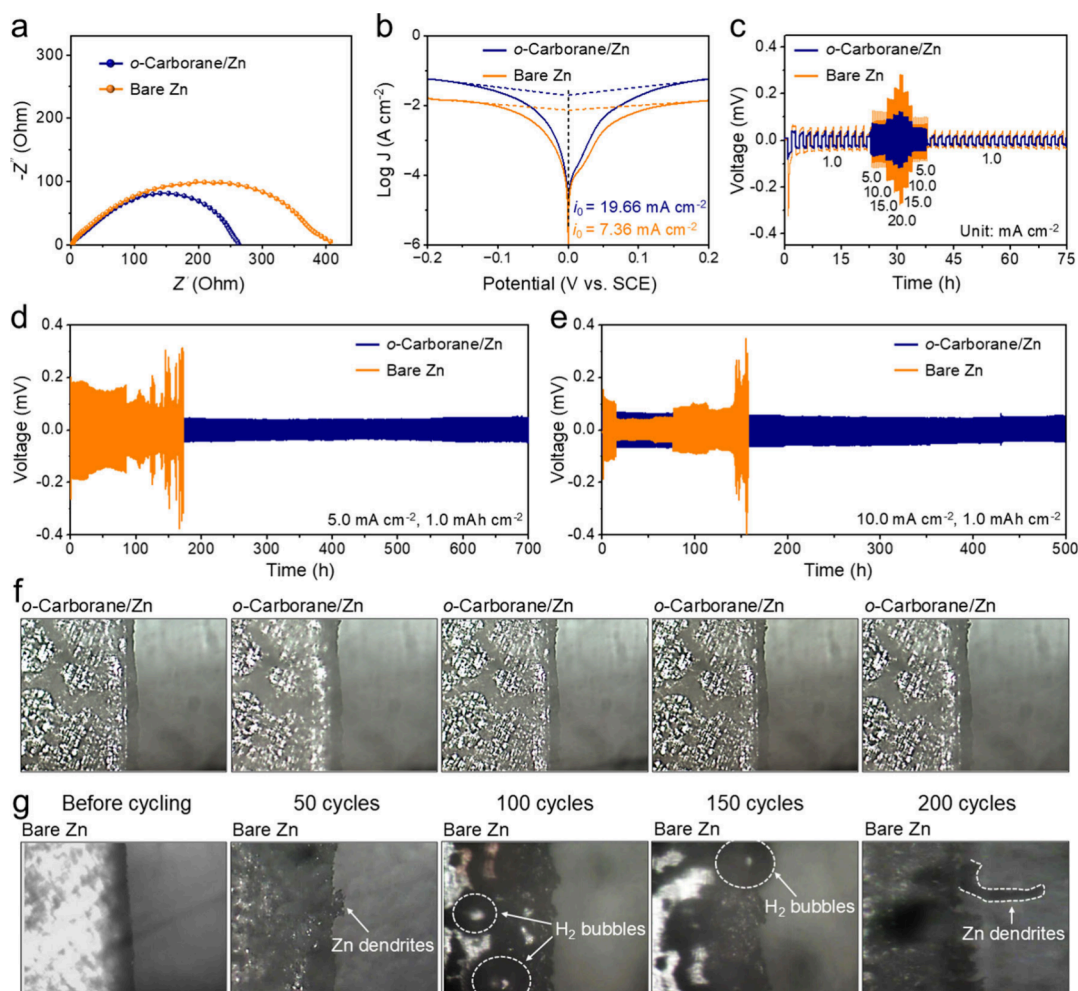 a
o-Carborane/Zn
Bare Zn
-Z'' (Ohm)
300
200
100
0
0 100 200 300 400
Z' (Ohm)
b
o-Carborane/Zn
Bare Zn
Log J (A cm⁻²)
0
−2
−4
−6
i₀ = 19.66 mA cm⁻²
i₀ = 7.36 mA cm⁻²
−0.2 −0.1 0.0 0.1 0.2
Potential (V vs. SCE)
c
o-Carborane/Zn
Bare Zn
Voltage (mV)
0.4
0.2
0.0
-0.2
-0.4
1.0
5.0
10.0
15.0
20.0
15.0
10.0
5.0
1.0
Unit: mA cm⁻²
0 15 30 45 60 75
Time (h)
d
o-Carborane/Zn
Bare Zn
Voltage (mV)
0.4
0.2
0.0
-0.2
-0.4
5.0 mA cm⁻², 1.0 mAh cm⁻²
0 100 200 300 400 500 600 700
Time (h)
e
o-Carborane/Zn
Bare Zn
Voltage (mV)
0.4
0.2
0.0
-0.2
-0.4
10.0 mA cm⁻², 1.0 mAh cm⁻²
0 100 200 300 400 500
Time (h)
f
o-Carborane/Zn o-Carborane/Zn o-Carborane/Zn o-Carborane/Zn o-Carborane/Zn
g
Before cycling 50 cycles 100 cycles 150 cycles 200 cycles
Bare Zn Bare Zn Bare Zn Bare Zn Bare Zn
Zn dendrites
H₂ bubbles
H₂ bubbles
Zn dendrites